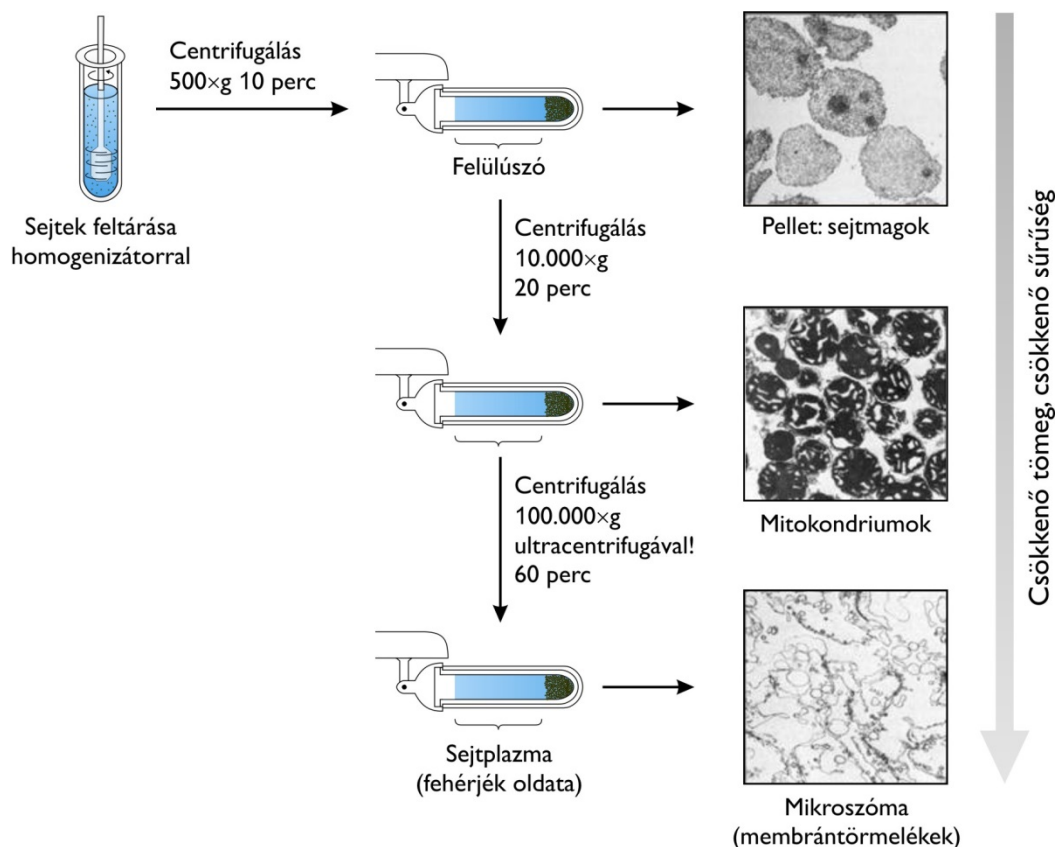 Sejtek feltárása
homogenizátorral
Centrifugálás
500×g 10 perc
Felülúszó
Pellet: sejtmagok
Centrifugálás
10.000×g
20 perc
Mitokondriumok
Centrifugálás
100.000×g
ultracentrifugával!
60 perc
Sejtplazma
(fehérjék oldata)
Mikroszóma
(membrántörmelékek)
Csökkenő tömeg, csökkenő sűrűség